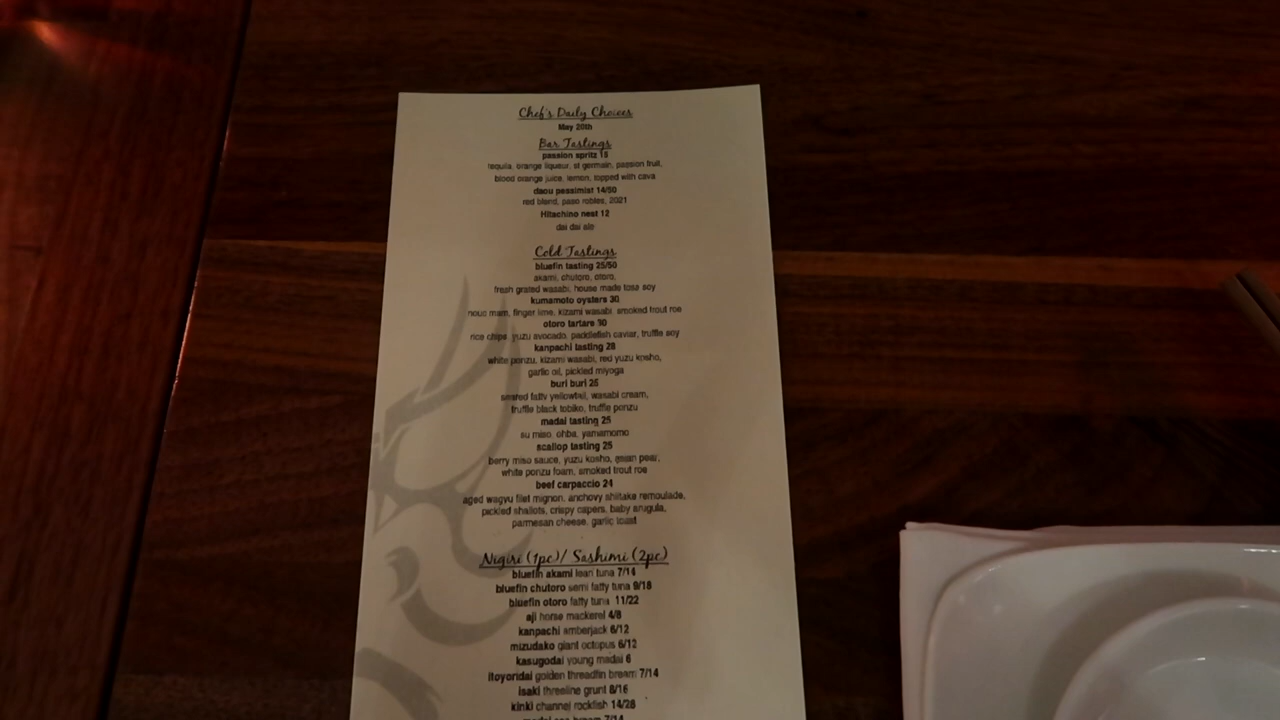 Chef's Daily Choices
May 20th
Bar Tastings
passion spritz 15
tequila, orange liqueur, st germain, passion fruit,
blood orange juice, lemon, topped with cava
daou pessimist 14/50
red blend, paso robles, 2021
Hitachino nest 12
dai dai ale
Cold Tastings
bluefin tasting 25/50
akami, chutoro, otoro,
fresh grated wasabi, house made tosa soy
kumamoto oysters 30
nouc mam, finger lime, kizami wasabi, smoked trout roe
otoro tartare 30
rice chips, yuzu avocado, paddlefish caviar, truffle soy
kanpachi tasting 28
white ponzu, kizami wasabi, red yuzu kosho,
garlic oil, pickled miyoga
buri buri 25
seared fatty yellowtail, wasabi cream,
truffle black tobiko, truffle ponzu
madai tasting 25
su miso, ohba, yamamomo
scallop tasting 25
berry miso sauce, yuzu kosho, asian pear,
white ponzu foam, smoked trout roe
beef carpaccio 24
aged wagyu filet mignon, anchovy shiitake remoulade,
pickled shallots, crispy capers, baby arugula,
parmesan cheese, garlic toast
Nigiri (1pc)/ Sashimi (2pc)
bluefin akami lean tuna 7/14
bluefin chutoro semi fatty tuna 9/18
bluefin otoro fatty tuna 11/22
aji horse mackerel 4/8
kanpachi amberjack 6/12
mizudako giant octopus 6/12
kasugodai young madai 6
itoyoridai golden threadfin bream 7/14
isaki threeline grunt 8/16
kinki channel rockfish 14/28
madai sea bream 7/14